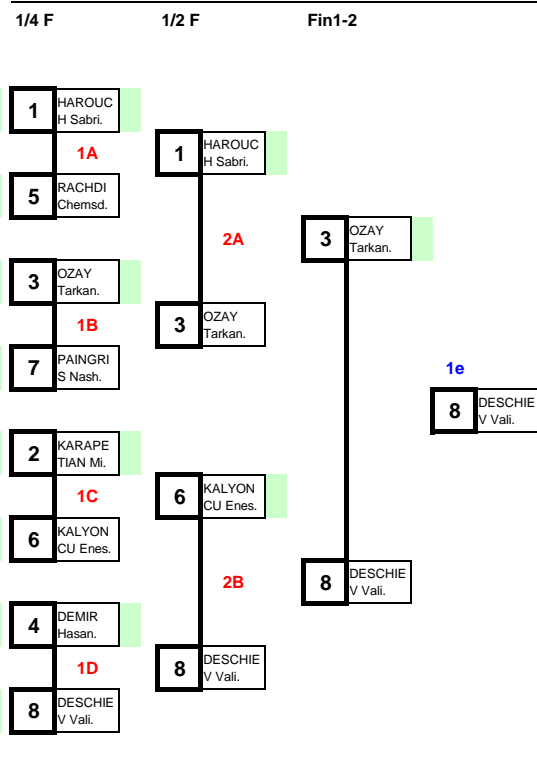 1/4 F 1/2 F Fin1-2
1 HAROUC
H Sabri.
1A
5 RACHDI
Chemsd.
3 OZAY
Tarkan.
1B
7 PAINGRI
S Nash.
2 KARAPE
TIAN Mi.
1C
6 KALYON
CU Enes.
4 DEMIR
Hasan.
1D
8 DESCHIE
V Vali.
1 HAROUC
H Sabri.
2A
3 OZAY
Tarkan.
6 KALYON
CU Enes.
2B
8 DESCHIE
V Vali.
3 OZAY
Tarkan.
8 DESCHIE
V Vali.
1e
8 DESCHIE
V Vali.